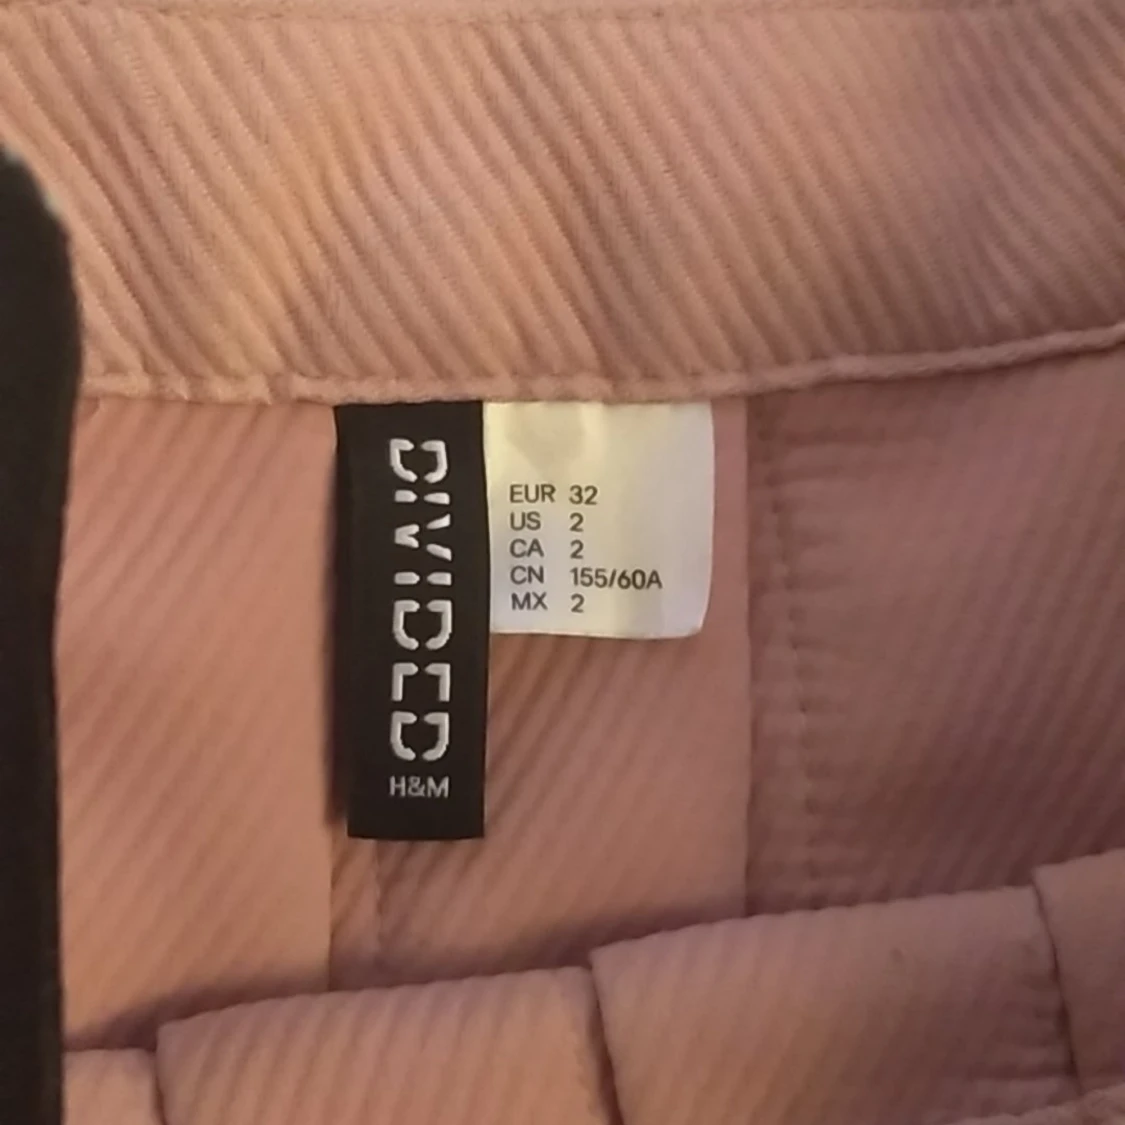 DIVIDED
H&M
EUR 32
US 2
CA 2
CN 155/60A
MX 2